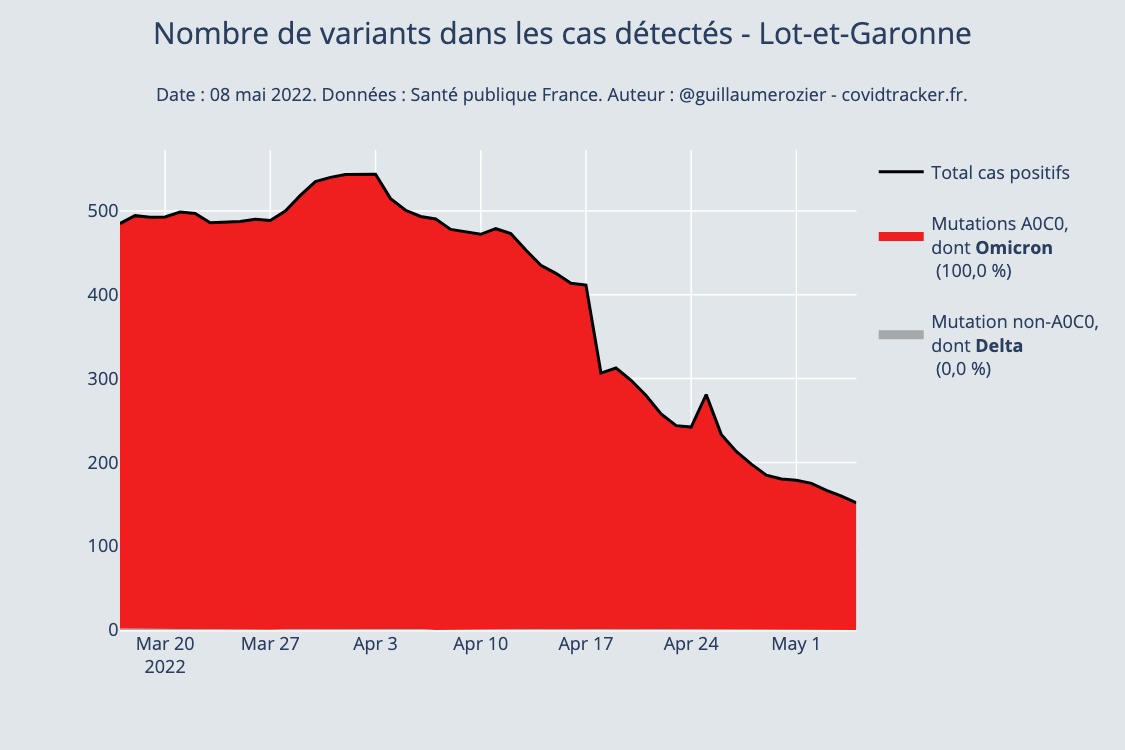 Nombre de variants dans les cas détectés - Lot-et-Garonne
Date : 08 mai 2022. Données : Santé publique France. Auteur : @guillaumerozier - covidtracker.fr.
Total cas positifs
Mutations A0C0,
dont Omicron
(100,0 %)
Mutation non-A0C0,
dont Delta
(0,0 %)
500
400
300
200
100
0
Mar 20
2022
Mar 27
Apr 3
Apr 10
Apr 17
Apr 24
May 1